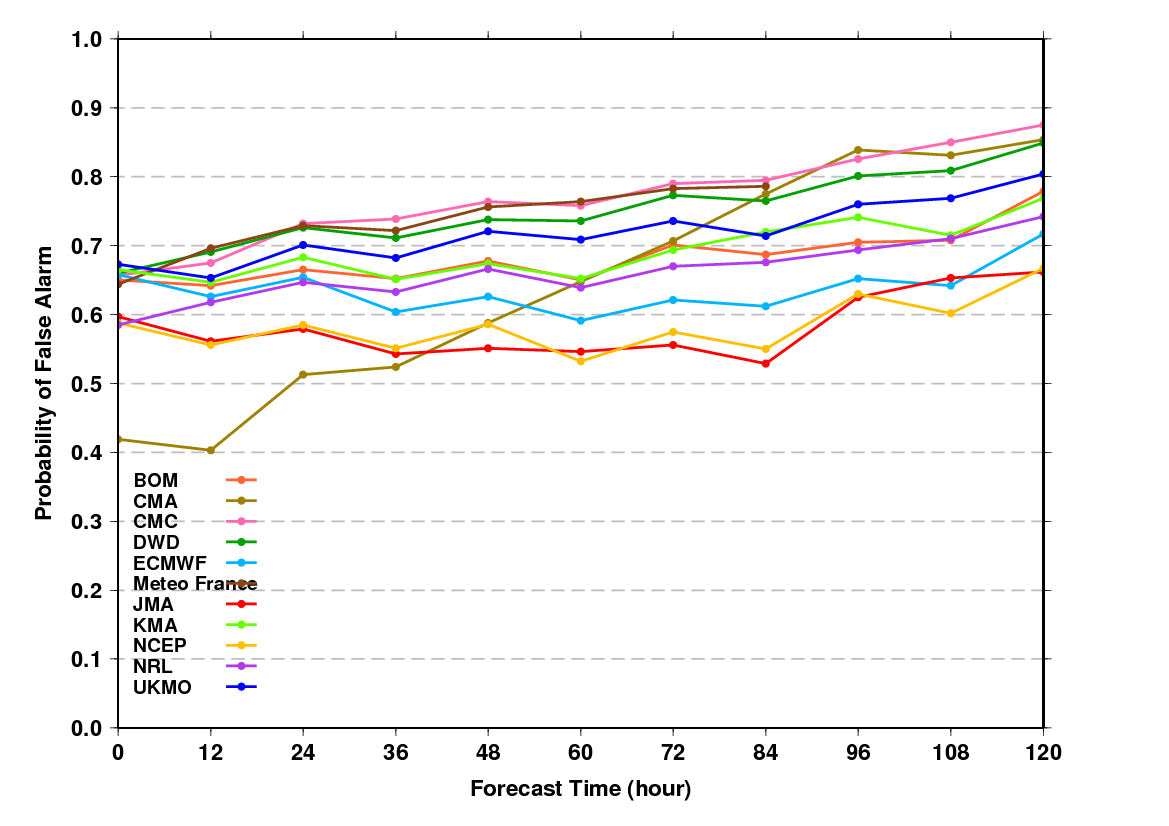 1.0
0.9
0.8
0.7
0.6
0.5
0.4
0.3
0.2
0.1
0.0
Probability of False Alarm
BOM
CMA
CMC
DWD
ECMWF
Meteo France
JMA
KMA
NCEP
NRL
UKMO
0 12 24 36 48 60 72 84 96 108 120
Forecast Time (hour)